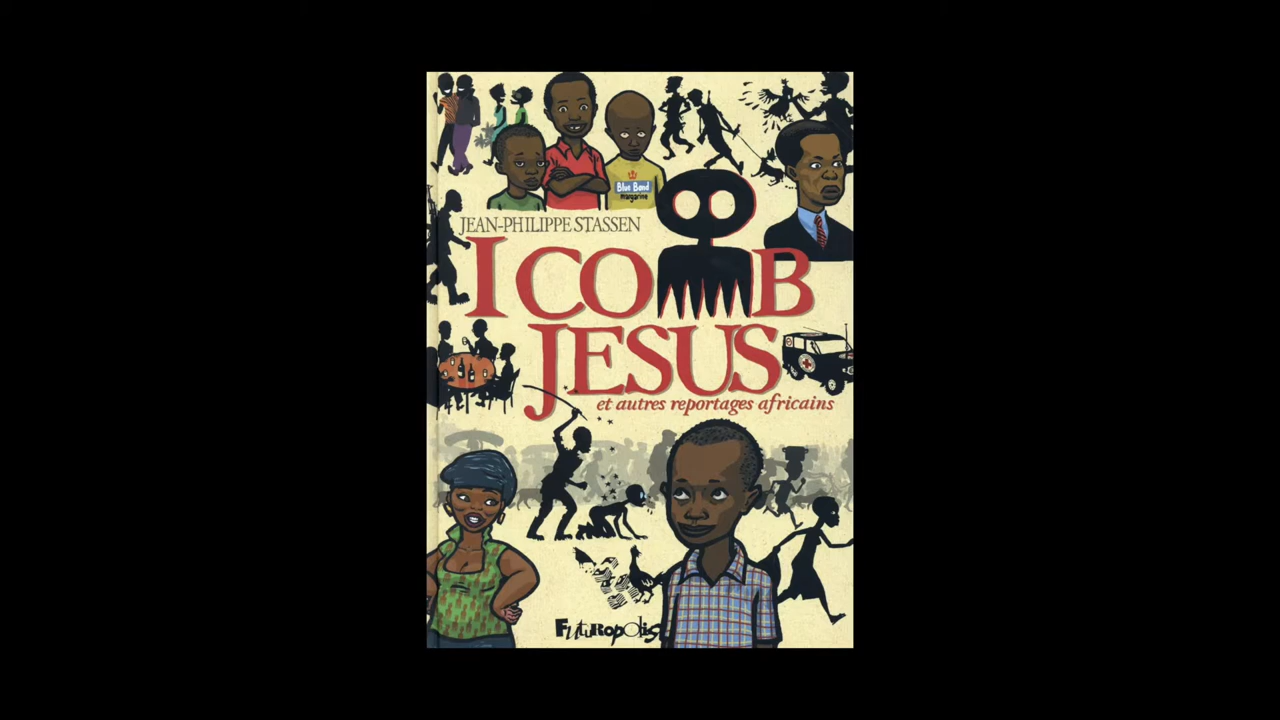 Blue Band
margarine
JEAN-PHILIPPE STASSEN
I COMB
JESUS
et autres reportages africains
Futuropolis